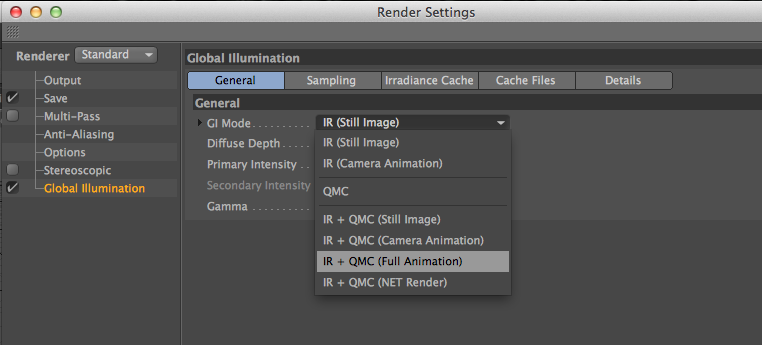 Render Settings
Renderer Standard
Output
Save
Multi-Pass
Anti-Aliasing
Options
Stereoscopic
Global Illumination
Global Illumination
General Sampling Irradiance Cache Cache Files Details
General
GI Mode . . . . . . . . . . IR (Still Image)
Diffuse Depth .
Primary Intensity . .
Secondary Intensity
Gamma . . . . . . . . . .
IR (Still Image)
IR (Camera Animation)
QMC
IR + QMC (Still Image)
IR + QMC (Camera Animation)
IR + QMC (Full Animation)
IR + QMC (NET Render)